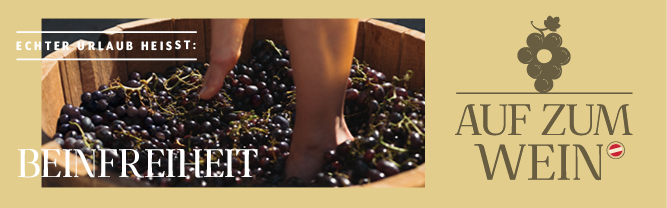 ECHTER URLAUB HEISST:
BEINFREIHEIT
AUF ZUM
WEIN